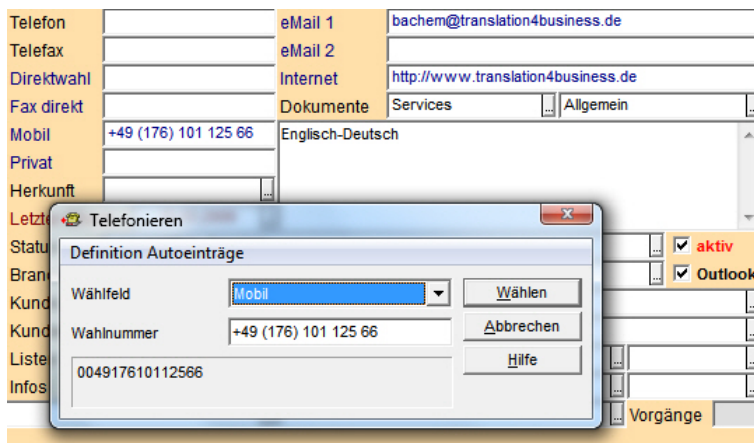 Telefon eMail 1 bachem@translation4business.de
Telefax eMail 2
Direktwahl Internet http://www.translation4business.de
Fax direkt Dokumente Services ... Allgemein ...
Mobil +49 (176) 101 125 66 Englisch-Deutsch
Privat
Herkunft ...
Telefonieren
aktiv
Definition Autoeinträge
Outlook
Wählfeld Mobil Wählen
Wahlnummer +49 (176) 101 125 66 Abbrechen
Hilfe
004917610112566
Infos
Vorgänge